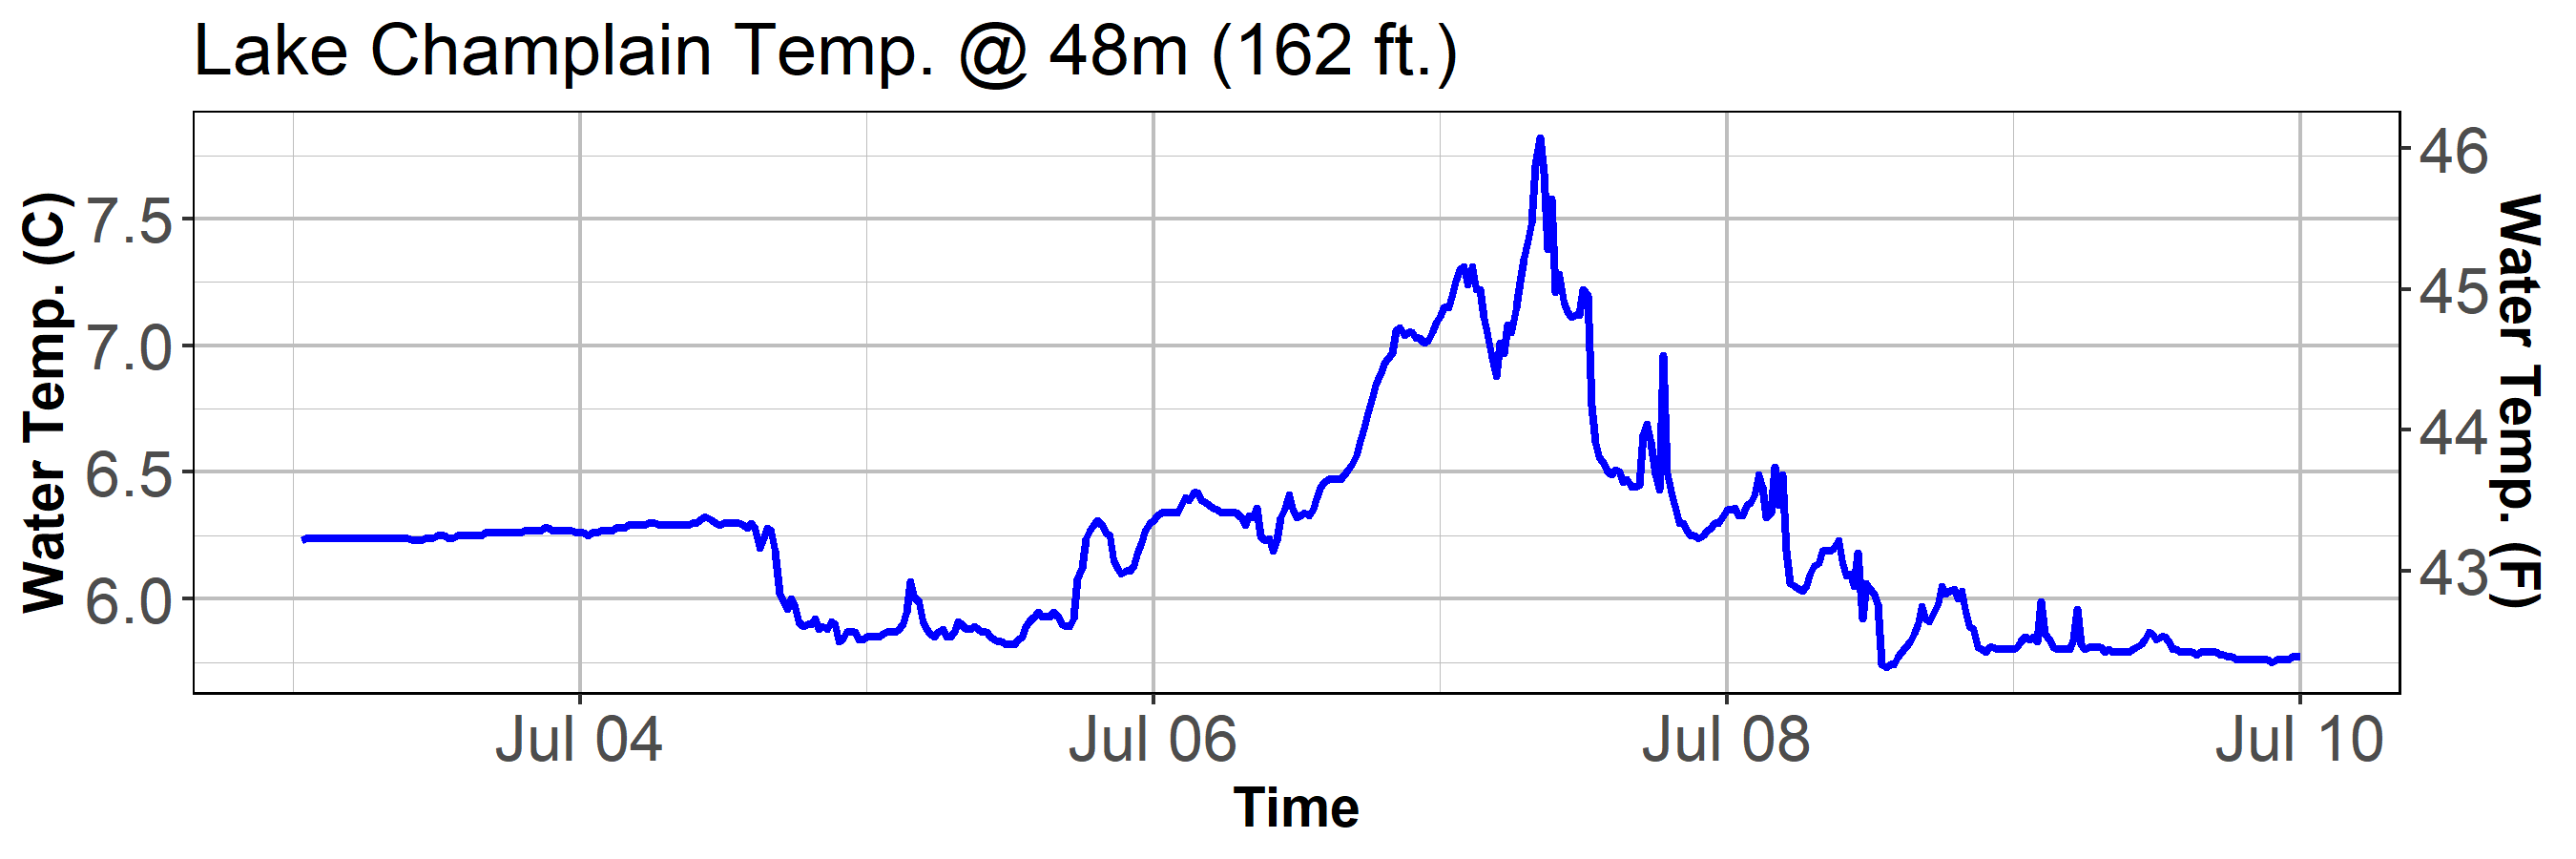 Lake Champlain Temp. @ 48m (162 ft.)
Water Temp. (C)
7.5
7.0
6.5
6.0
46
45
44
43
Water Temp. (F)
Jul 04
Jul 06
Jul 08
Jul 10
Time